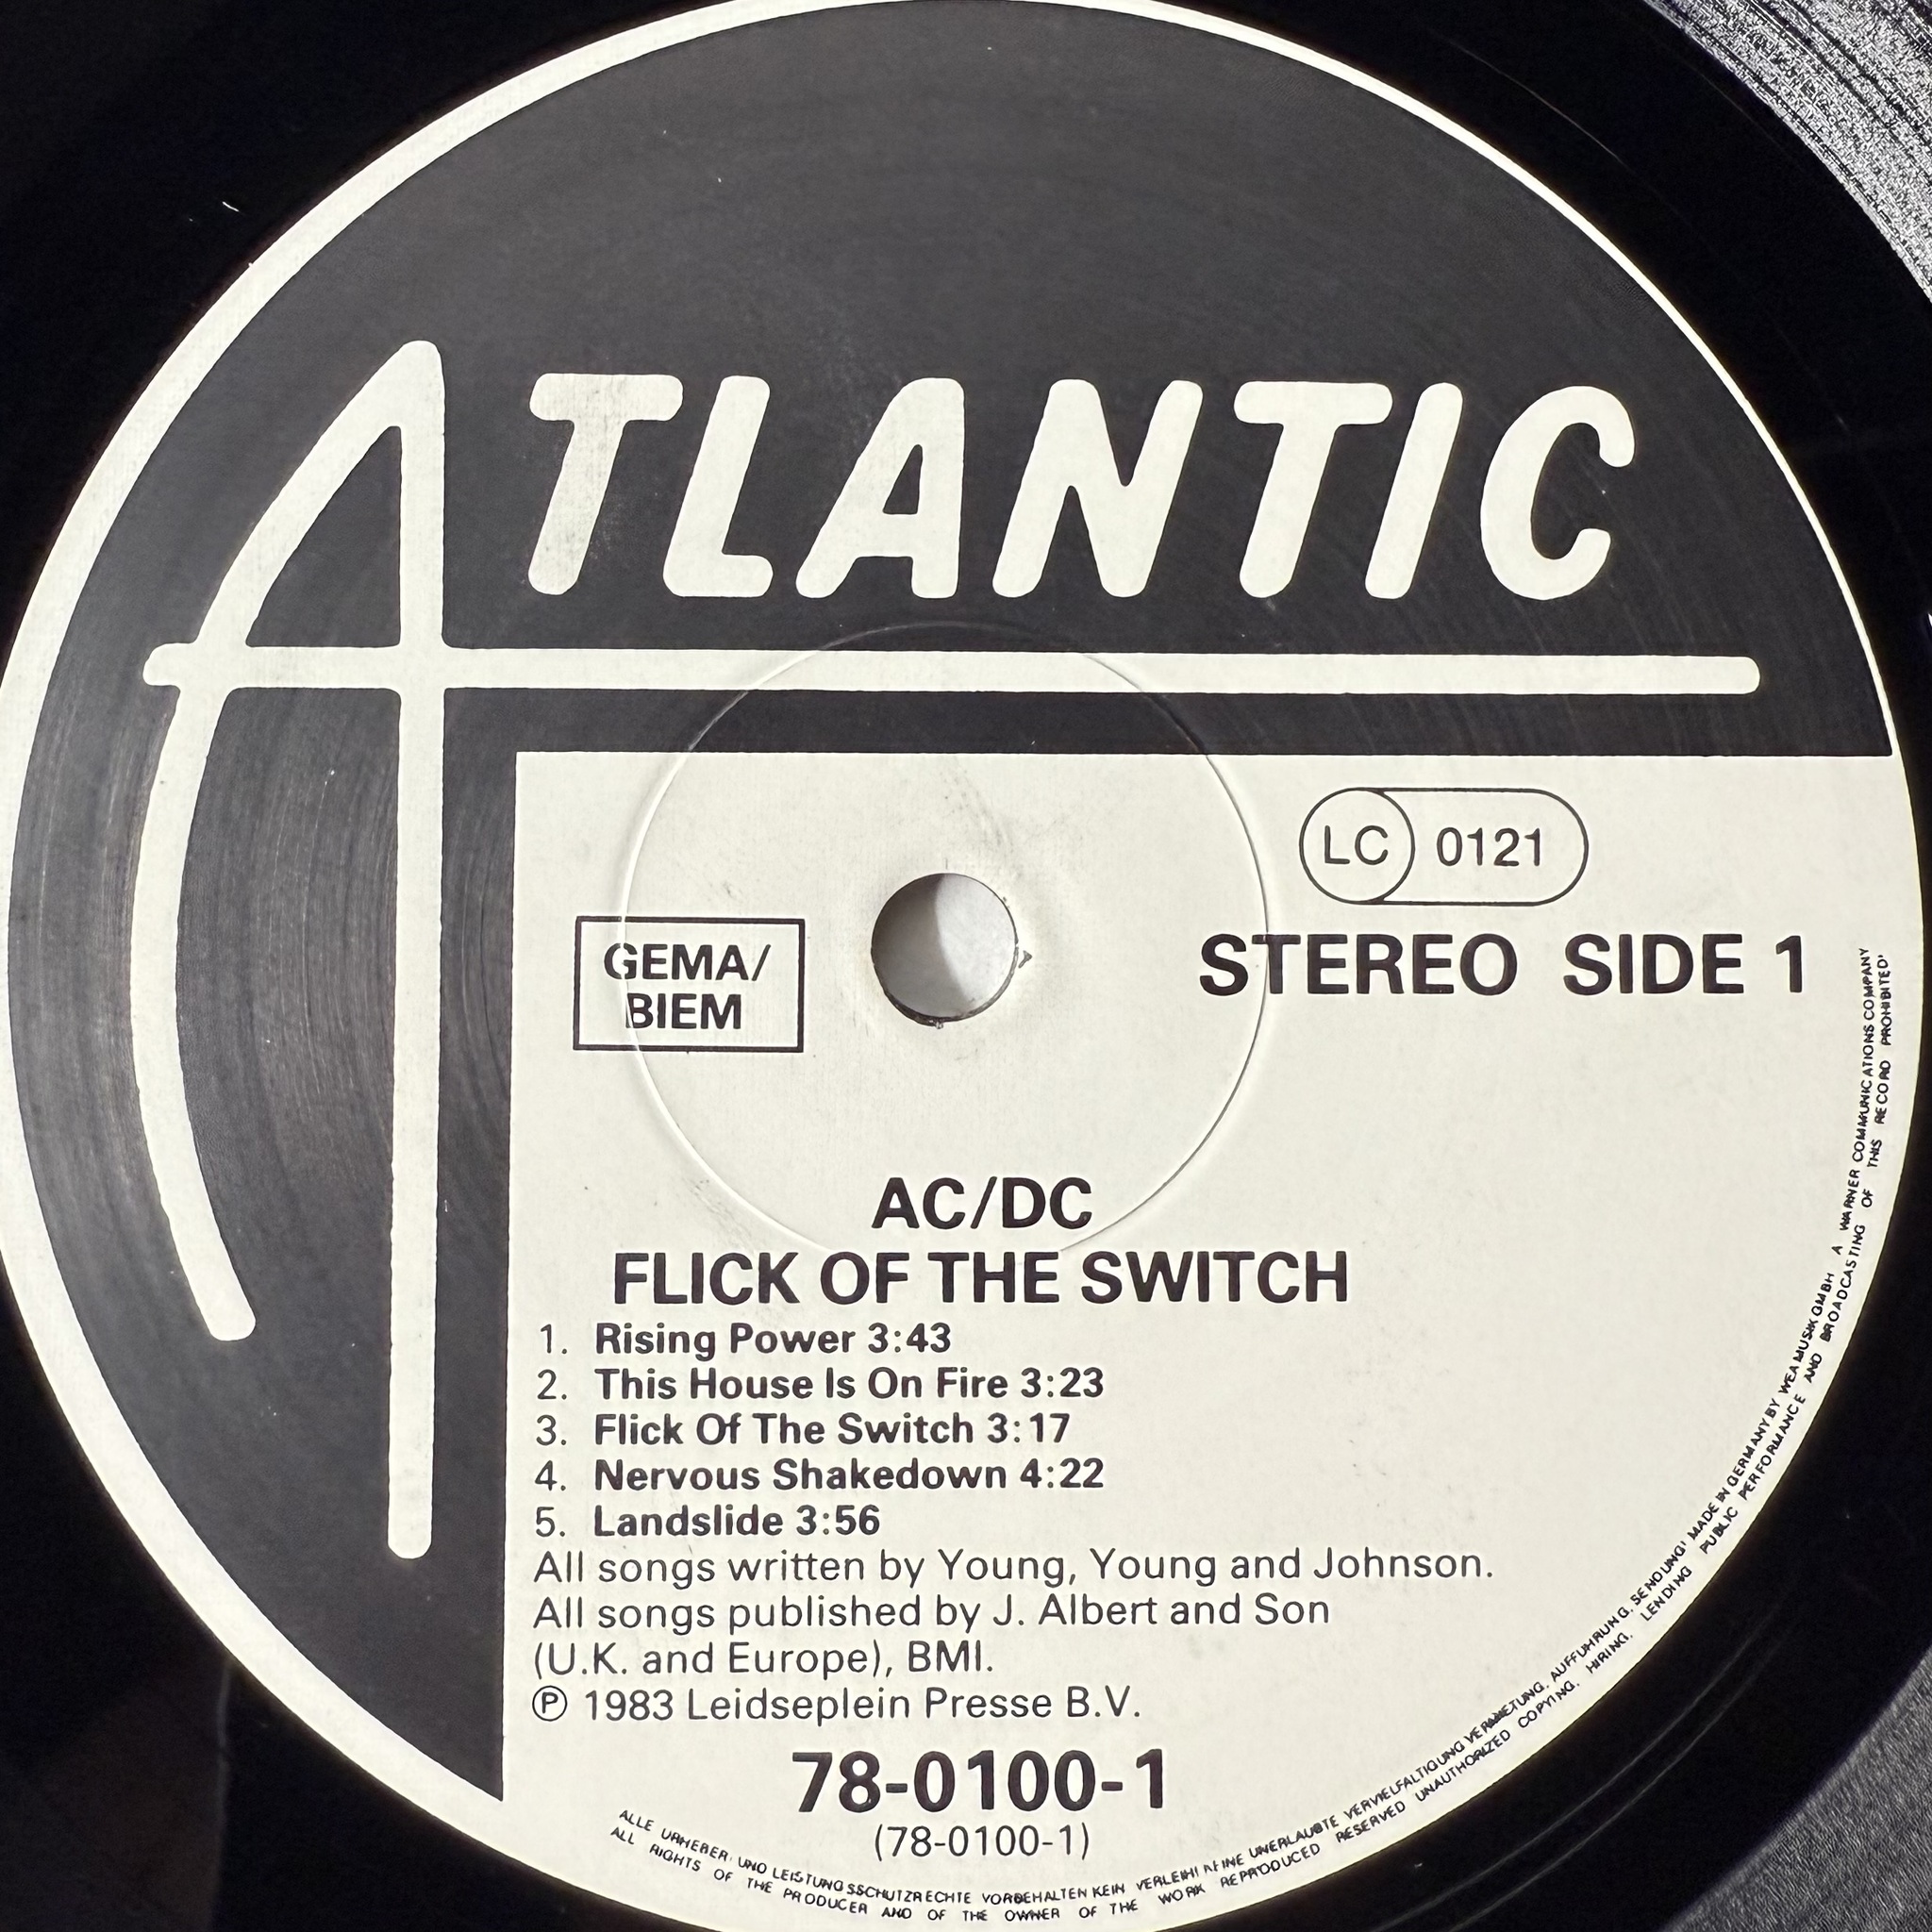 ATLANTIC
LC 0121
GEMA/
BIEM
STEREO SIDE 1
AC/DC
FLICK OF THE SWITCH
1. Rising Power 3:43
2. This House Is On Fire 3:23
3. Flick Of The Switch 3:17
4. Nervous Shakedown 4:22
5. Landslide 3:56
All songs written by Young, Young and Johnson.
All songs published by J. Albert and Son
(U.K. and Europe), BMI.
℗ 1983 Leidseplein Presse B.V.
78-0100-1
(78-0100-1)
ALLE URHEBER UND LEISTUNGSSCHUTZRECHTE VORBEHALTEN KEIN VERLEIH! KEINE UNERLAUBTE VERVIELFALTIGUNG VERMIETUNG, AUFFUHRUNG, SENDUNG! MADE IN GERMANY BY WEA MUSIK GMBH A WARNER COMMUNICATIONS COMPANY
ALL RIGHTS OF THE PRODUCER AND OF THE OWNER OF THE WORK REPRODUCED RESERVED UNAUTHORIZED COPYING, HIRING, LENDING PUBLIC PERFORMANCE AND BROADCASTING OF THIS RECORD PROHIBITED'